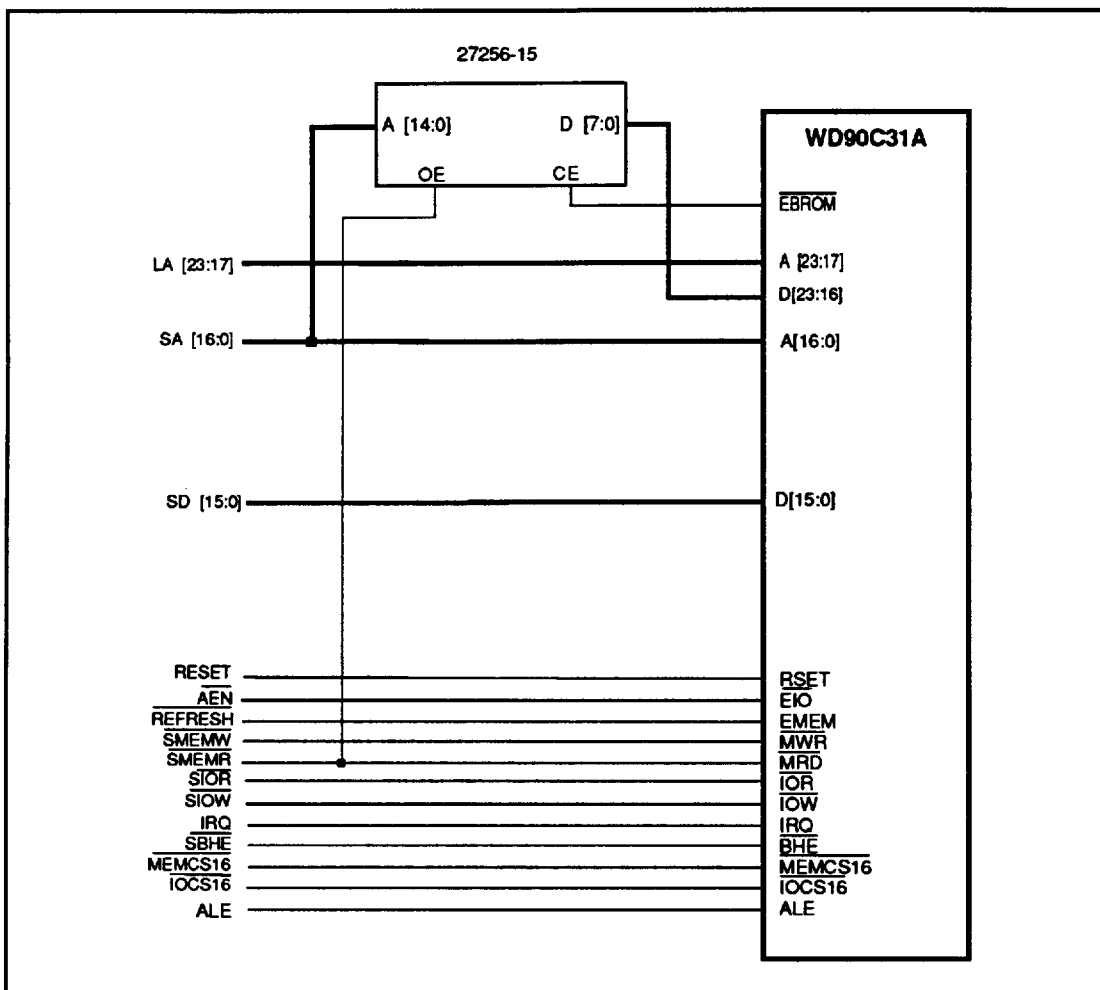 27256-15
A [14:0] D [7:0]
OE CE
WD90C31A
EBROM
LA [23:17] A [23:17]
D[23:16]
SA [16:0] A[16:0]
SD [15:0] D[15:0]
RESET RSET
AEN EIO
REFRESH EMEM
SMEMW MWR
SMEMR MRD
SIOR IOR
SIOW IOW
IRQ IRQ
SBHE BHE
MEMCS16 MEMCS16
IOCS16 IOCS16
ALE ALE